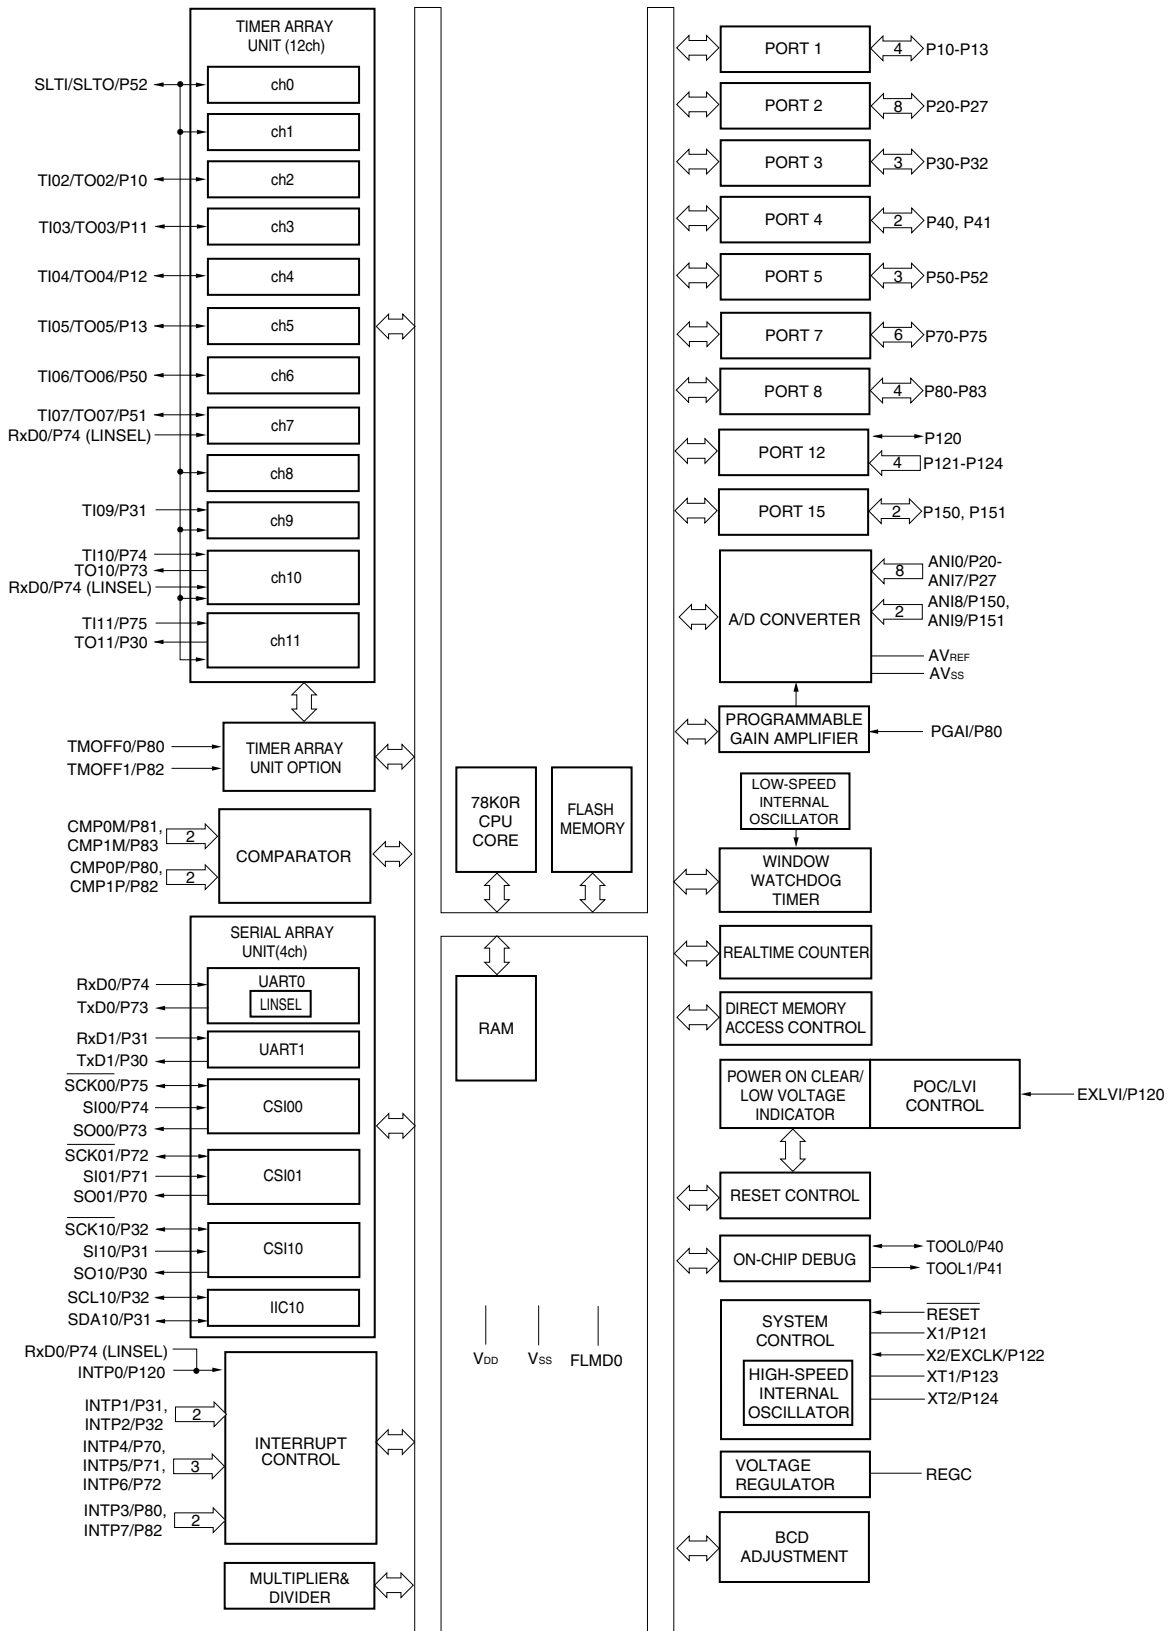 TIMER ARRAY
UNIT (12ch)
SLTI/SLTO/P52
ch0
ch1
TI02/TO02/P10
ch2
TI03/TO03/P11
ch3
TI04/TO04/P12
ch4
TI05/TO05/P13
ch5
TI06/TO06/P50
ch6
TI07/TO07/P51
RxD0/P74 (LINSEL)
ch7
ch8
TI09/P31
ch9
TI10/P74
TO10/P73
RxD0/P74 (LINSEL)
ch10
TI11/P75
TO11/P30
ch11
TMOFF0/P80
TMOFF1/P82
TIMER ARRAY
UNIT OPTION
CMP0M/P81,
CMP1M/P83
2
CMP0P/P80,
CMP1P/P82
2
COMPARATOR
SERIAL ARRAY
UNIT(4ch)
RxD0/P74
TxD0/P73
UART0
LINSEL
RxD1/P31
TxD1/P30
UART1
SCK00/P75
SI00/P74
SO00/P73
CSI00
SCK01/P72
SI01/P71
SO01/P70
CSI01
SCK10/P32
SI10/P31
SO10/P30
CSI10
SCL10/P32
SDA10/P31
IIC10
RxD0/P74 (LINSEL)
INTP0/P120
INTP1/P31,
INTP2/P32
2
INTP4/P70,
INTP5/P71,
INTP6/P72
3
INTP3/P80,
INTP7/P82
2
INTERRUPT
CONTROL
MULTIPLIER&
DIVIDER
78K0R
CPU
CORE
FLASH
MEMORY
RAM
VDD
VSS
FLMD0
PORT 1
4
P10-P13
PORT 2
8
P20-P27
PORT 3
3
P30-P32
PORT 4
2
P40, P41
PORT 5
3
P50-P52
PORT 7
6
P70-P75
PORT 8
4
P80-P83
PORT 12
P120
4
P121-P124
PORT 15
2
P150, P151
A/D CONVERTER
8
ANI0/P20-
ANI7/P27
2
ANI8/P150,
ANI9/P151
AVREF
AVSS
PROGRAMMABLE
GAIN AMPLIFIER
PGAI/P80
LOW-SPEED
INTERNAL
OSCILLATOR
WINDOW
WATCHDOG
TIMER
REALTIME COUNTER
DIRECT MEMORY
ACCESS CONTROL
POWER ON CLEAR/
LOW VOLTAGE
INDICATOR
POC/LVI
CONTROL
EXLVI/P120
RESET CONTROL
ON-CHIP DEBUG
TOOL0/P40
TOOL1/P41
SYSTEM
CONTROL
HIGH-SPEED
INTERNAL
OSCILLATOR
RESET
X1/P121
X2/EXCLK/P122
XT1/P123
XT2/P124
VOLTAGE
REGULATOR
REGC
BCD
ADJUSTMENT